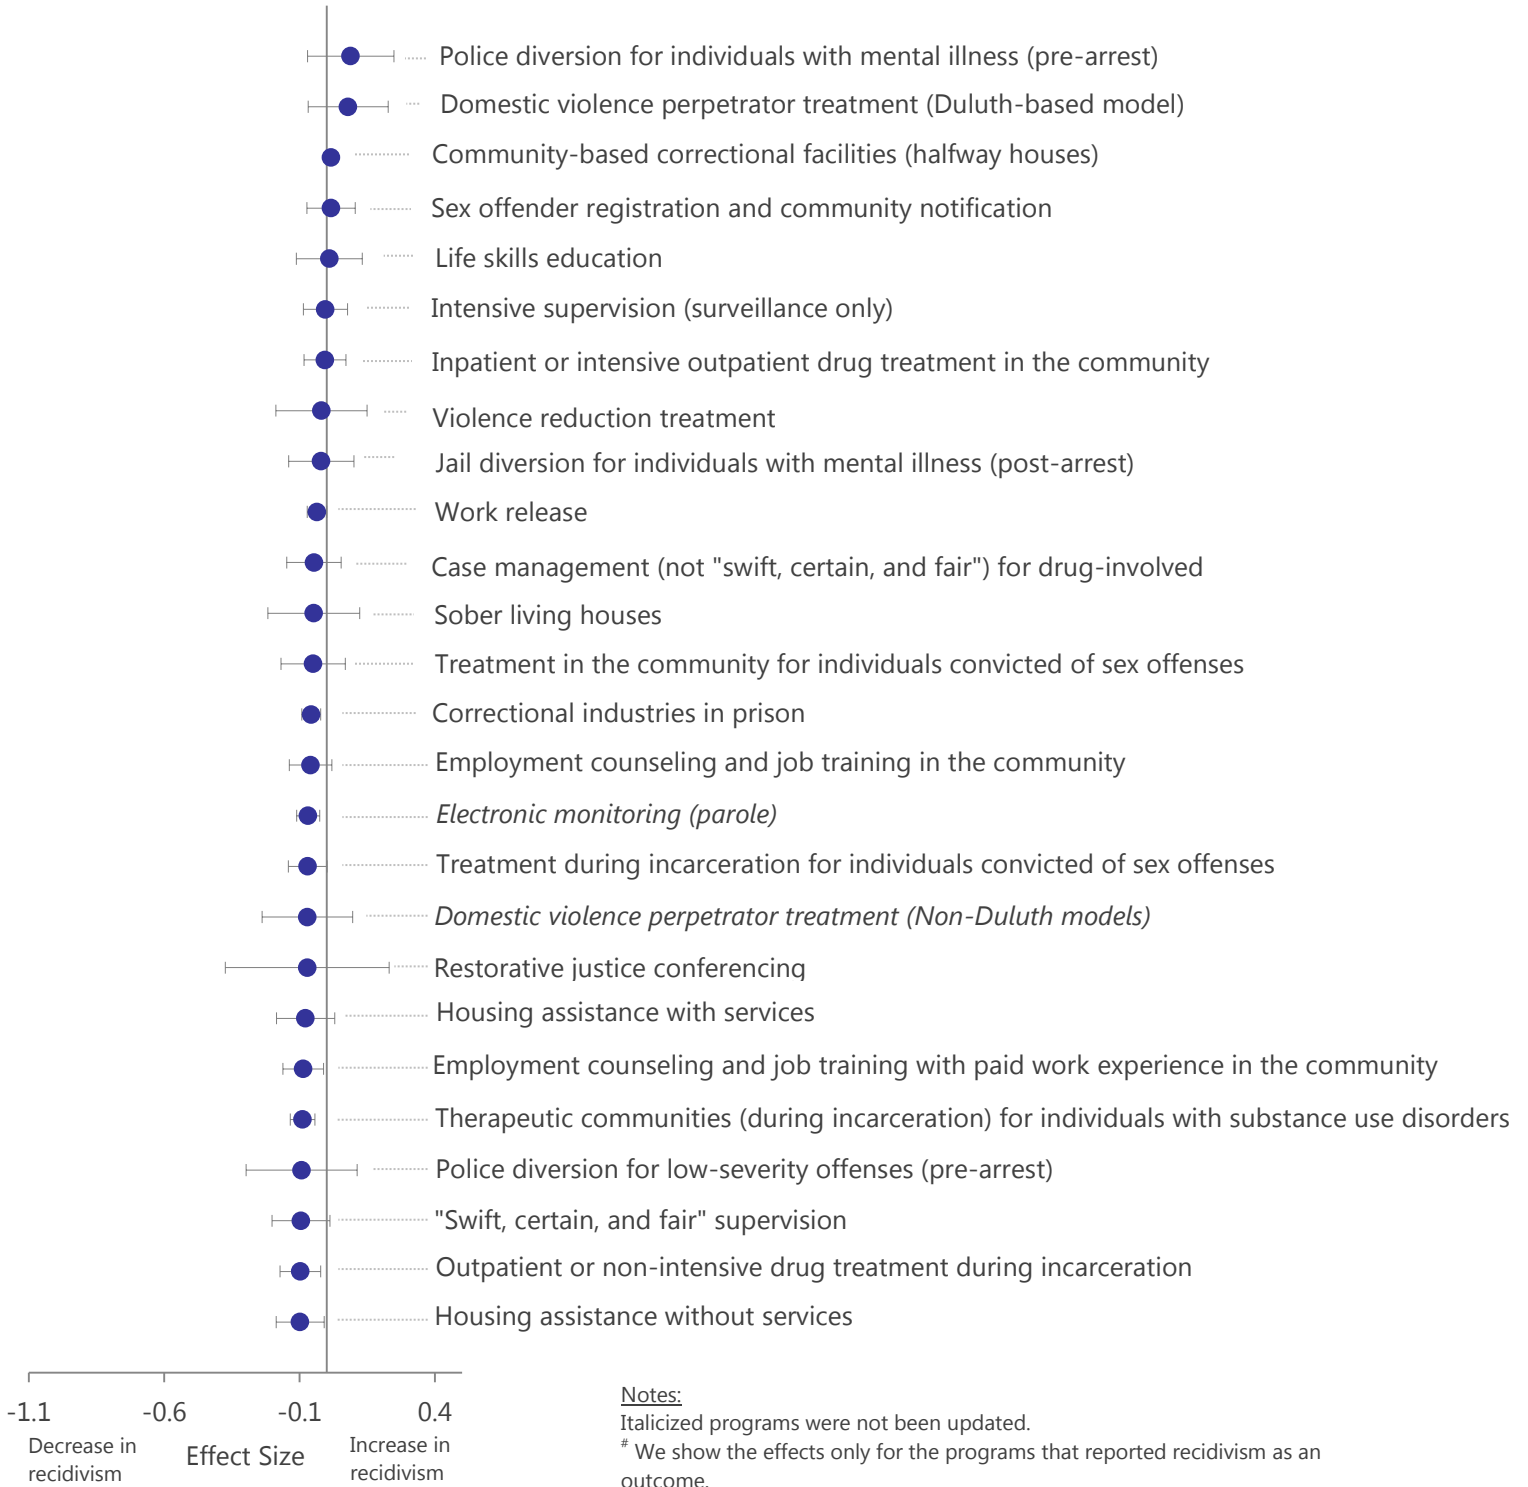 Police diversion for individuals with mental illness (pre-arrest)
Domestic violence perpetrator treatment (Duluth-based model)
Community-based correctional facilities (halfway houses)
Sex offender registration and community notification
Life skills education
Intensive supervision (surveillance only)
Inpatient or intensive outpatient drug treatment in the community
Violence reduction treatment
Jail diversion for individuals with mental illness (post-arrest)
Work release
Case management (not "swift, certain, and fair") for drug-involved
Sober living houses
Treatment in the community for individuals convicted of sex offenses
Correctional industries in prison
Employment counseling and job training in the community
Electronic monitoring (parole)
Treatment during incarceration for individuals convicted of sex offenses
Domestic violence perpetrator treatment (Non-Duluth models)
Restorative justice conferencing
Housing assistance with services
Employment counseling and job training with paid work experience in the community
Therapeutic communities (during incarceration) for individuals with substance use disorders
Police diversion for low-severity offenses (pre-arrest)
"Swift, certain, and fair" supervision
Outpatient or non-intensive drug treatment during incarceration
Housing assistance without services
-1.1 -0.6 -0.1 0.4
Decrease in
recidivism
Effect Size
Increase in
recidivism
Notes:
Italicized programs were not been updated.
# We show the effects only for the programs that reported recidivism as an
outcome.